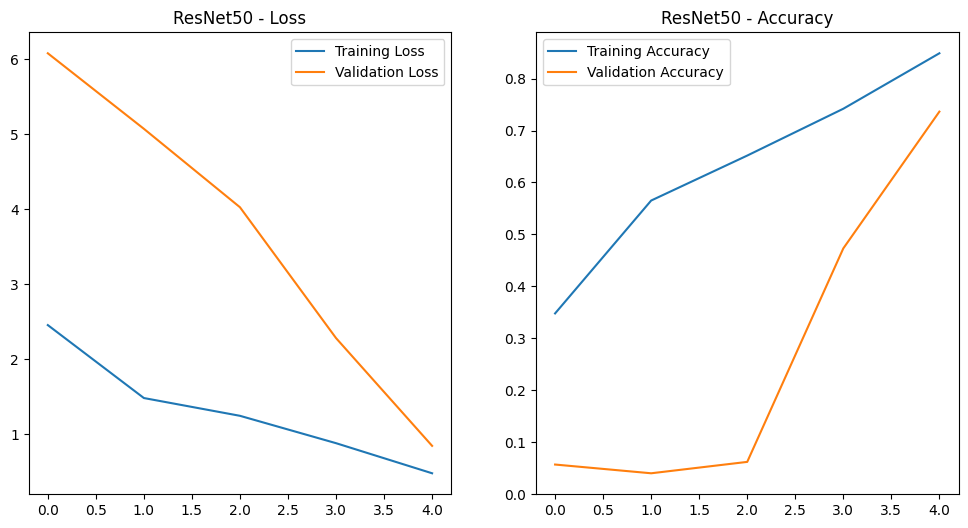 ResNet50 - Loss
Training Loss
Validation Loss
6
5
4
3
2
1
0.0 0.5 1.0 1.5 2.0 2.5 3.0 3.5 4.0
ResNet50 - Accuracy
Training Accuracy
Validation Accuracy
0.8
0.7
0.6
0.5
0.4
0.3
0.2
0.1
0.0
0.0 0.5 1.0 1.5 2.0 2.5 3.0 3.5 4.0